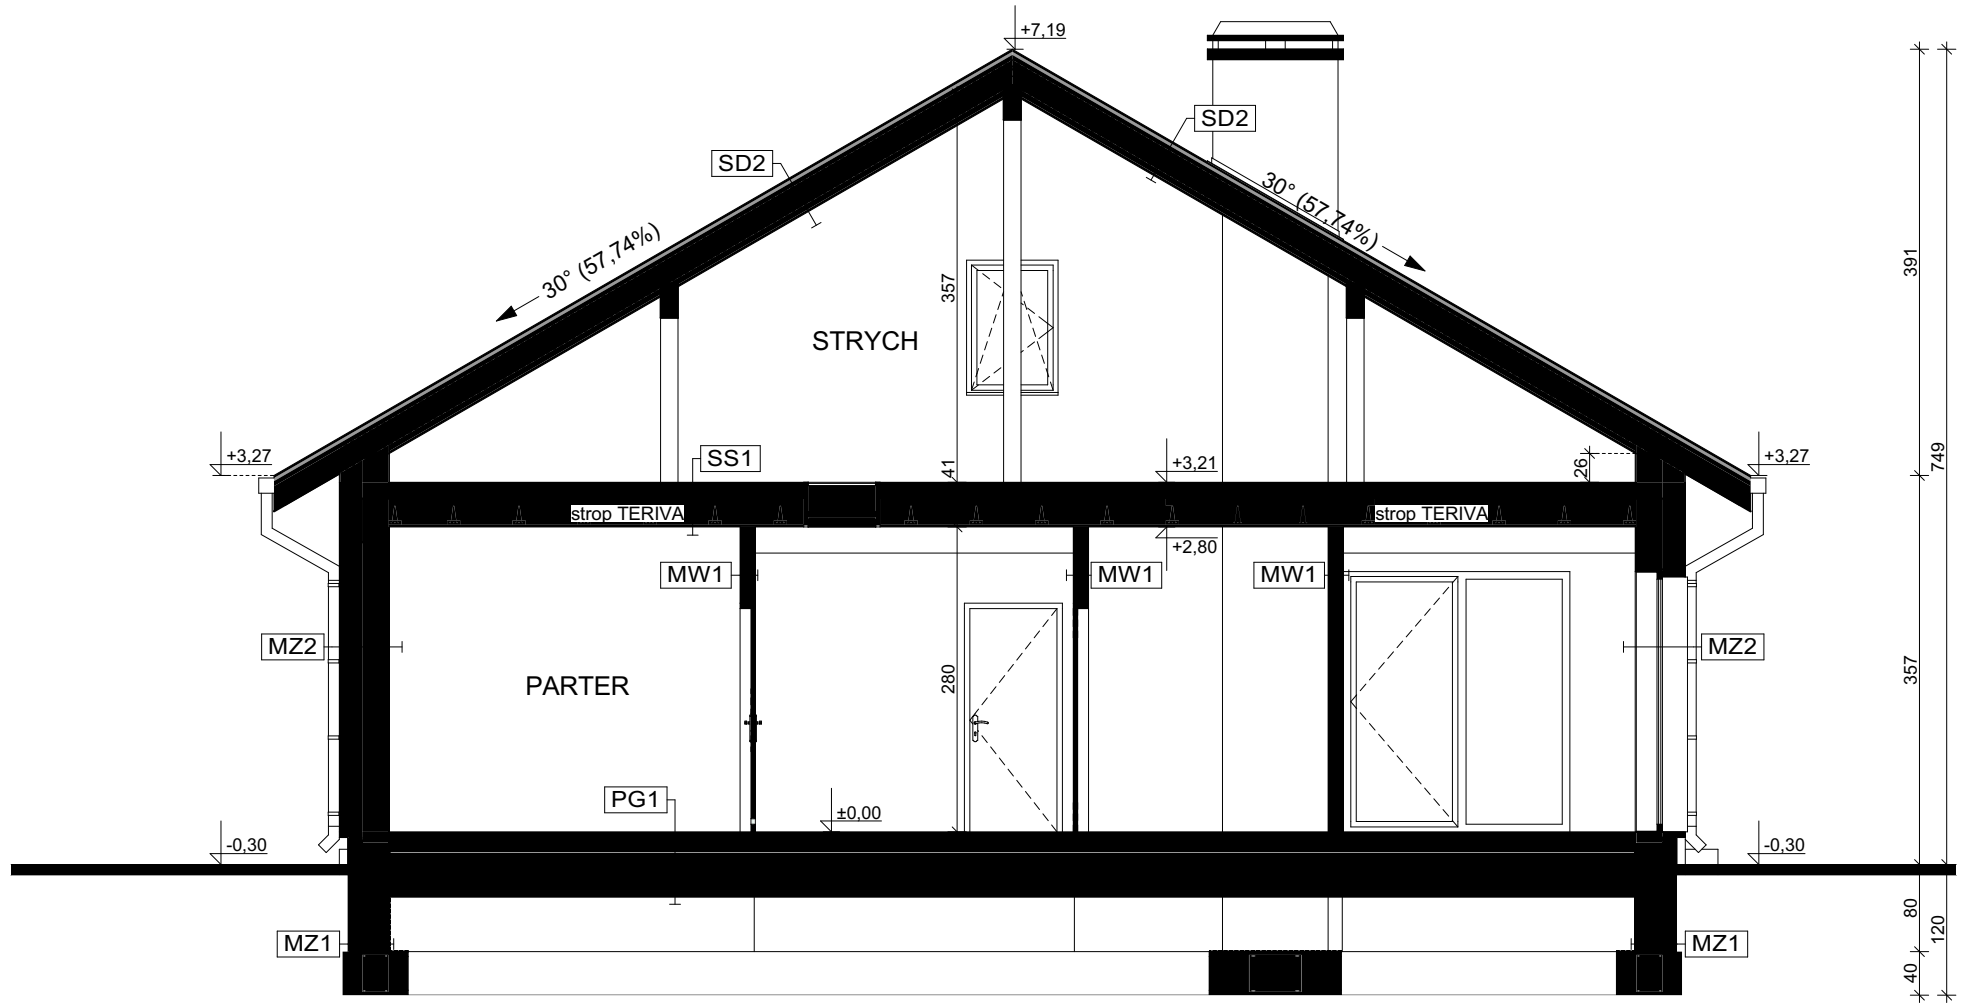 +7,19
SD2
SD2
30° (57,74%)
30° (57,74%)
391
357
STRYCH
749
+3,27
SS1
41
+3,21
26
+3,27
strop TERIVA
strop TERIVA
+2,80
MW1
MW1
MW1
MZ2
MZ2
280
357
PARTER
PG1
±0,00
-0,30
-0,30
80
120
MZ1
MZ1
40